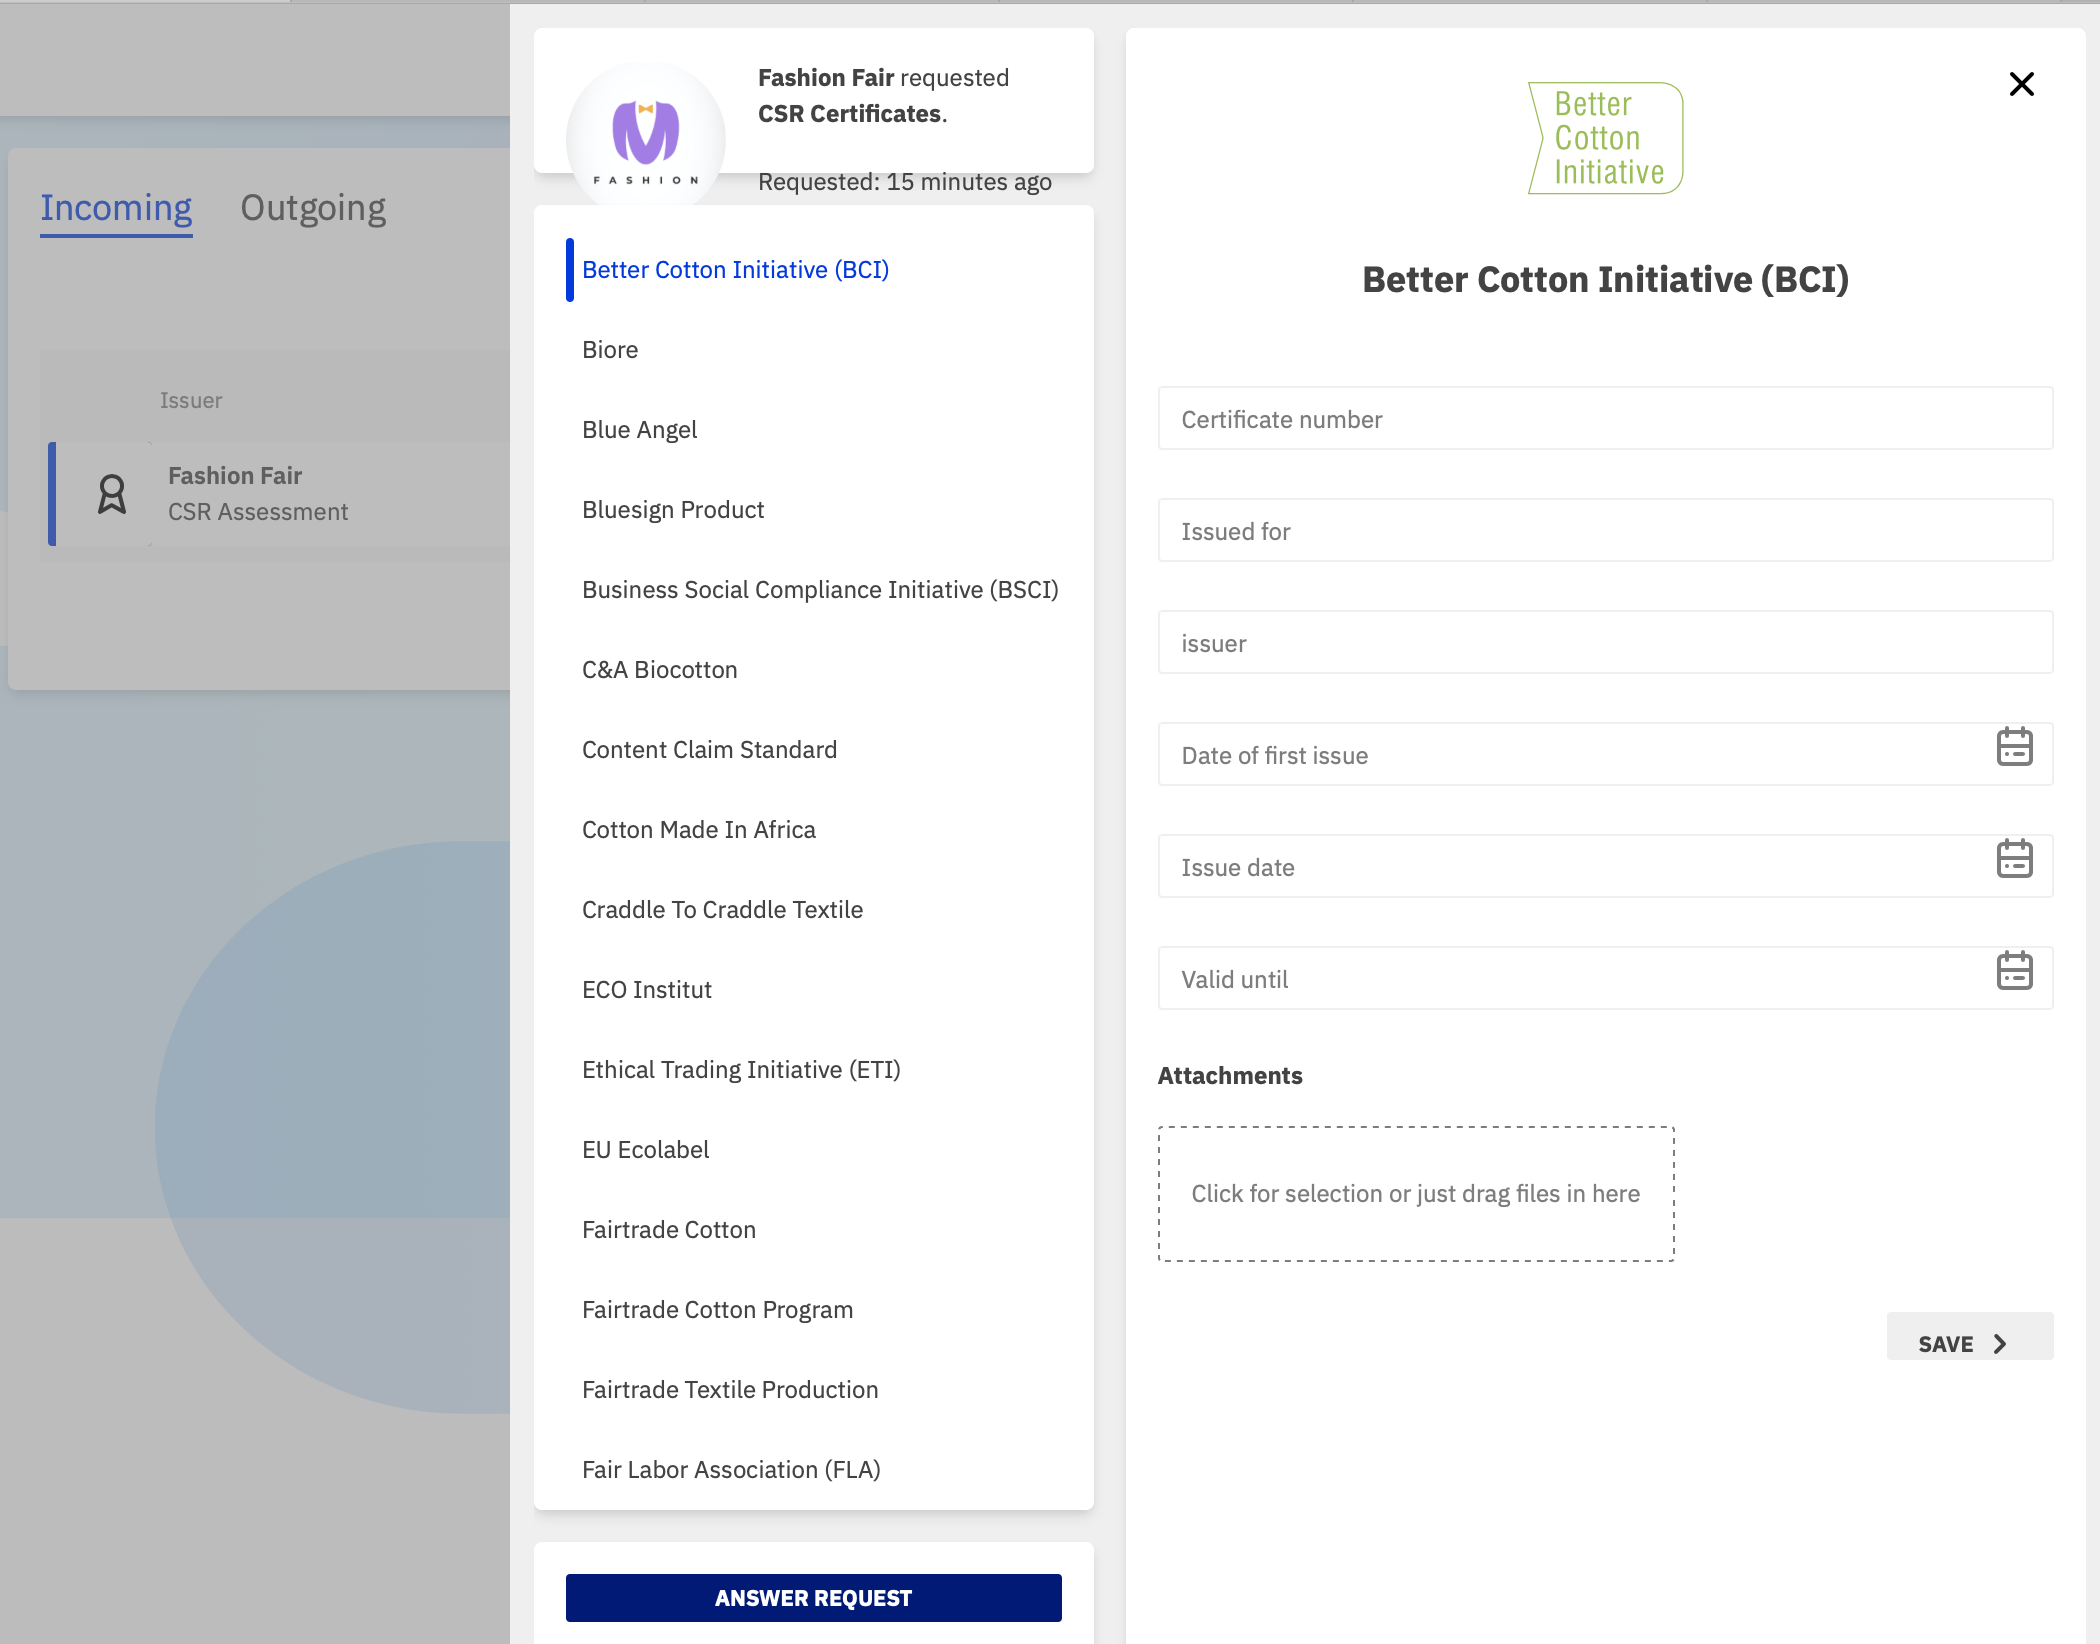 Incoming Outgoing
Issuer
Fashion Fair
CSR Assessment
FASHION
Fashion Fair requested
CSR Certificates.
Requested: 15 minutes ago
Better Cotton Initiative (BCI)
Biore
Blue Angel
Bluesign Product
Business Social Compliance Initiative (BSCI)
C&A Biocotton
Content Claim Standard
Cotton Made In Africa
Craddle To Craddle Textile
ECO Institut
Ethical Trading Initiative (ETI)
EU Ecolabel
Fairtrade Cotton
Fairtrade Cotton Program
Fairtrade Textile Production
Fair Labor Association (FLA)
ANSWER REQUEST
Better
Cotton
Initiative
Better Cotton Initiative (BCI)
Certificate number
Issued for
issuer
Date of first issue
Issue date
Valid until
Attachments
Click for selection or just drag files in here
SAVE